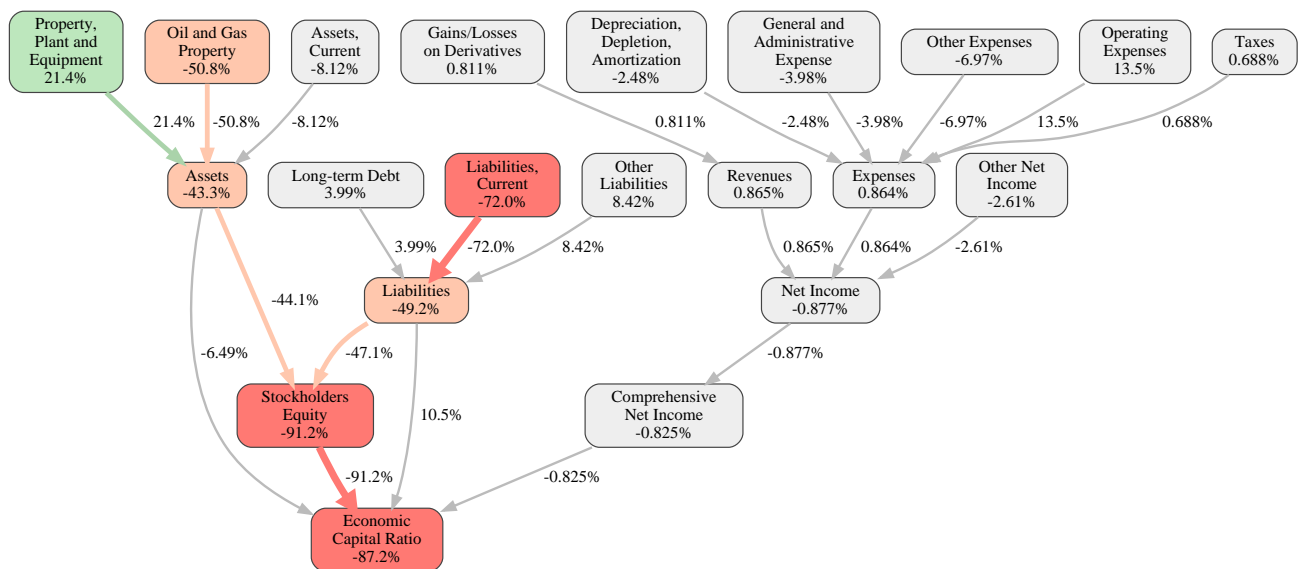 Property,
Plant and
Equipment
21.4%
Oil and Gas
Property
-50.8%
Assets,
Current
-8.12%
Gains/Losses
on Derivatives
0.811%
Depreciation,
Depletion,
Amortization
-2.48%
General and
Administrative
Expense
-3.98%
Other Expenses
-6.97%
Operating
Expenses
13.5%
Taxes
0.688%
21.4%
-50.8%
-8.12%
0.811%
-2.48%
-3.98%
-6.97%
13.5%
0.688%
Assets
-43.3%
Long-term Debt
3.99%
Liabilities,
Current
-72.0%
Other
Liabilities
8.42%
Revenues
0.865%
Expenses
0.864%
Other Net
Income
-2.61%
3.99%
-72.0%
8.42%
0.865%
0.864%
-2.61%
-44.1%
Liabilities
-49.2%
Net Income
-0.877%
-6.49%
-47.1%
-0.877%
Stockholders
Equity
-91.2%
10.5%
Comprehensive
Net Income
-0.825%
-91.2%
-0.825%
Economic
Capital Ratio
-87.2%